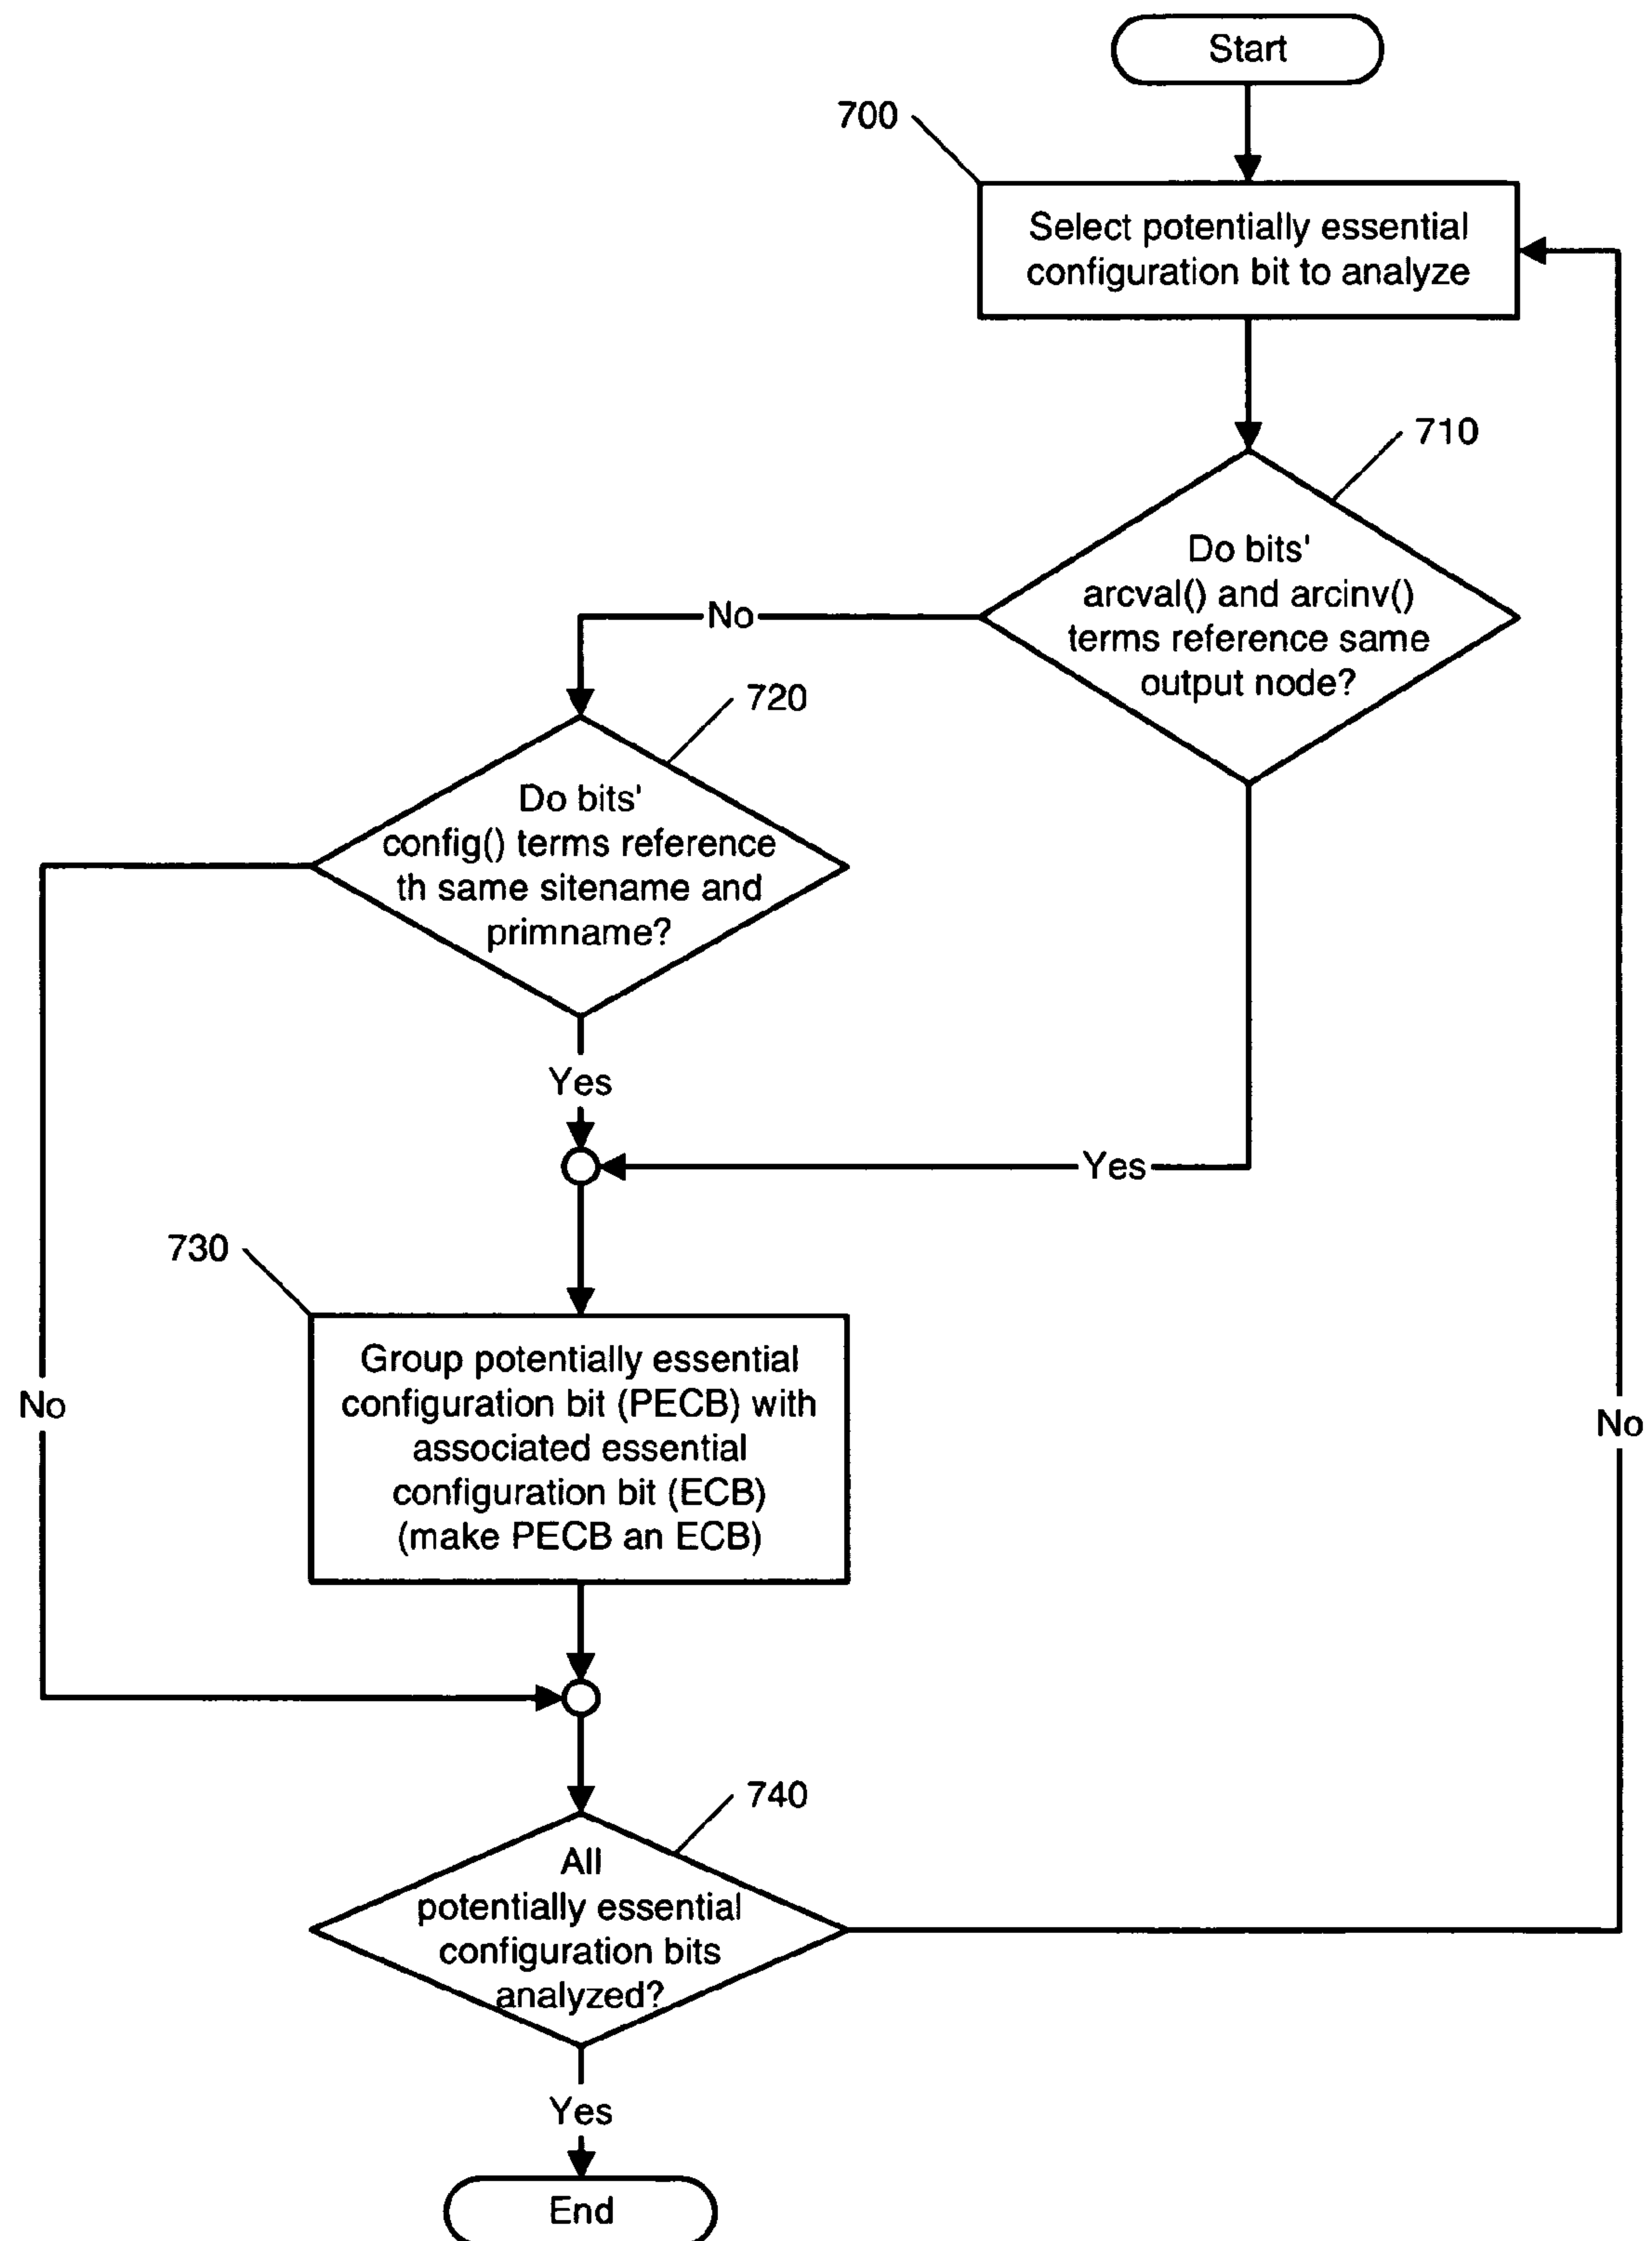 Start
700
Select potentially essential
configuration bit to analyze
710
Do bits'
arcval() and arcinv()
terms reference same
output node?
No
720
Do bits'
config() terms reference
th same sitename and
primname?
Yes
Yes
730
Group potentially essential
configuration bit (PECB) with
associated essential
configuration bit (ECB)
(make PECB an ECB)
No
No
740
All
potentially essential
configuration bits
analyzed?
Yes
End